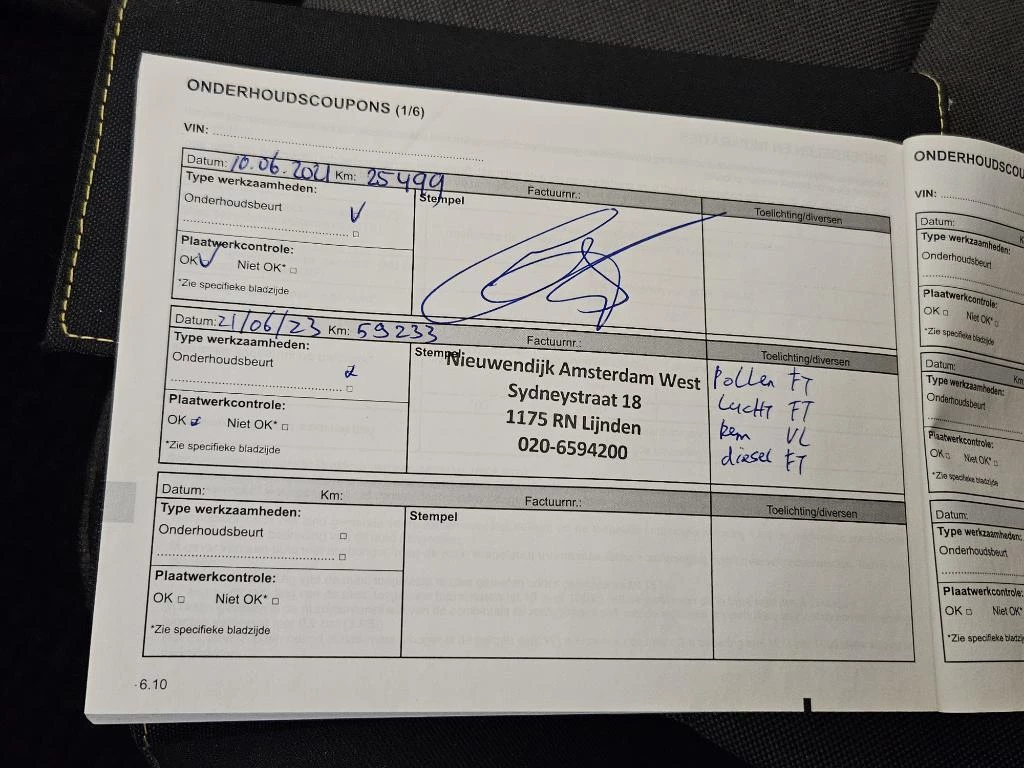 ONDERHOUDSCOUPONS (1/6)
VIN:
Datum: 10.06.2021 Km: 25499 Factuurnr.: Toelichting/diversen
Type werkzaamheden:
Stempel
Onderhoudsbeurt
Plaatwerkcontrole:
OK Niet OK*
*Zie specifieke bladzijde
Datum: 21/06/23 Km: 59233 Factuurnr.: Toelichting/diversen
Type werkzaamheden:
Stempel
Onderhoudsbeurt
Plaatwerkcontrole:
OK Niet OK*
*Zie specifieke bladzijde
Nieuwendijk Amsterdam West
Sydneystraat 18
1175 RN Lijnden
020-6594200
Pollen FT
Lucht FT
Rem VL
diesel FT
Datum: Km: Factuurnr.: Toelichting/diversen
Type werkzaamheden:
Stempel
Onderhoudsbeurt
Plaatwerkcontrole:
OK Niet OK*
*Zie specifieke bladzijde
6.10
ONDERHOUDSCOU
VIN:
Datum: K
Type werkzaamheden:
Onderhoudsbeurt
Plaatwerkcontrole:
OK Niet OK*
*Zie specifieke bladzijde
Datum:
Type werkzaamheden:
Onderhoudsbeurt
Plaatwerkcontrole:
OK Niet OK*
*Zie specifieke bladzijde
Datum:
Type werkzaamheden:
Onderhoudsbeurt
Plaatwerkcontrole:
OK Niet OK*
*Zie specifieke bladzij